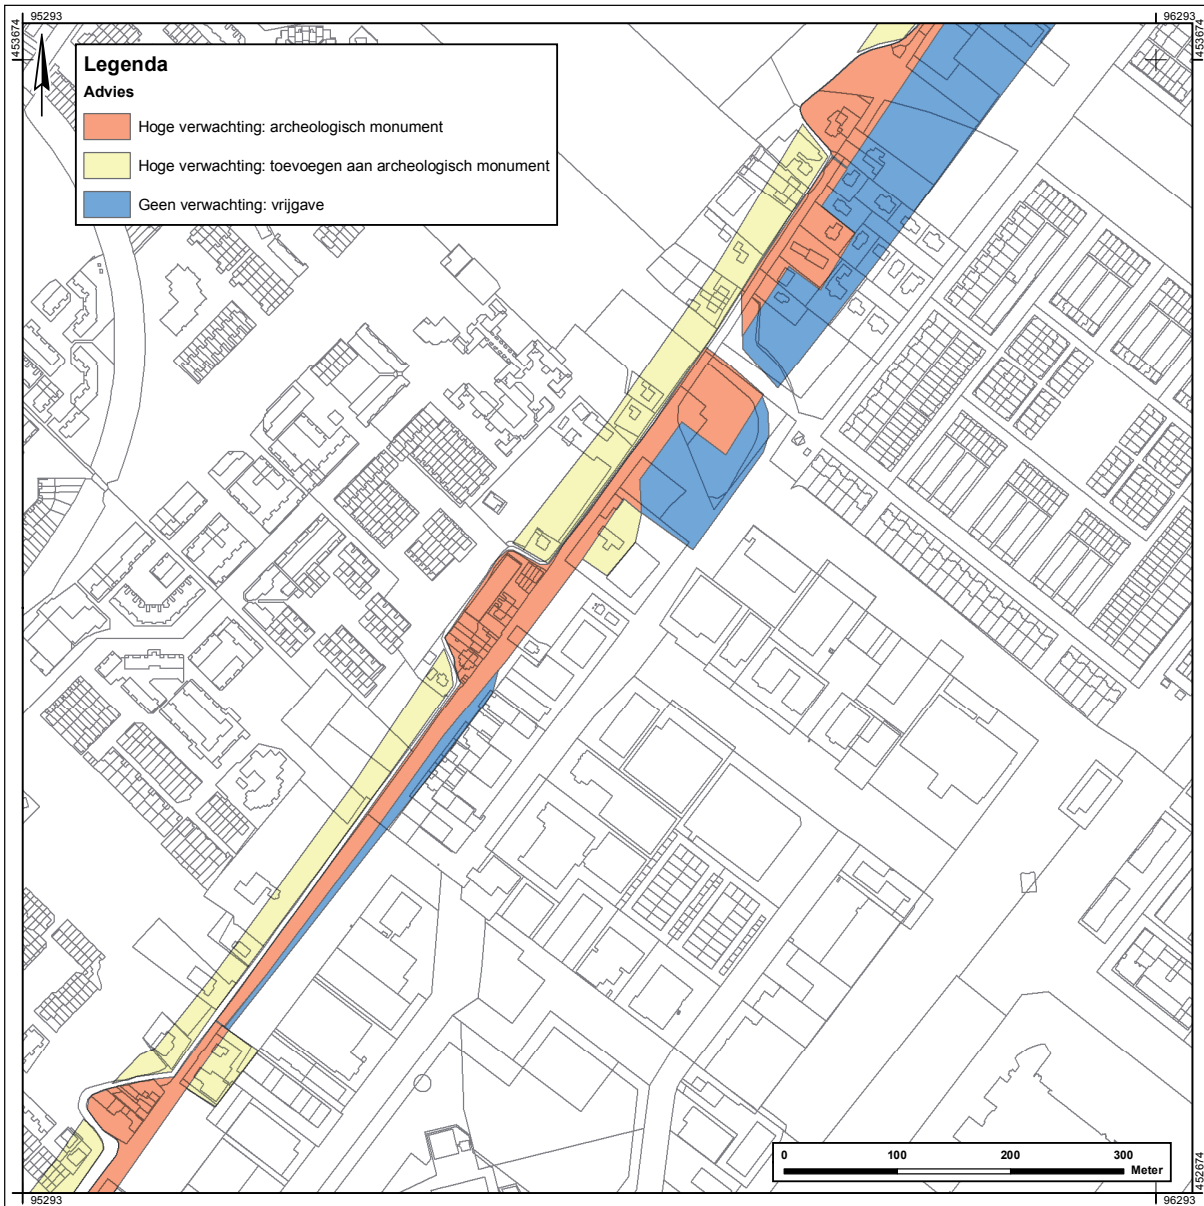 95293
96293
453674
453674
Legenda
Advies
Hoge verwachting: archeologisch monument
Hoge verwachting: toevoegen aan archeologisch monument
Geen verwachting: vrijgave
0 100 200 300
Meter
452674
95293
96293